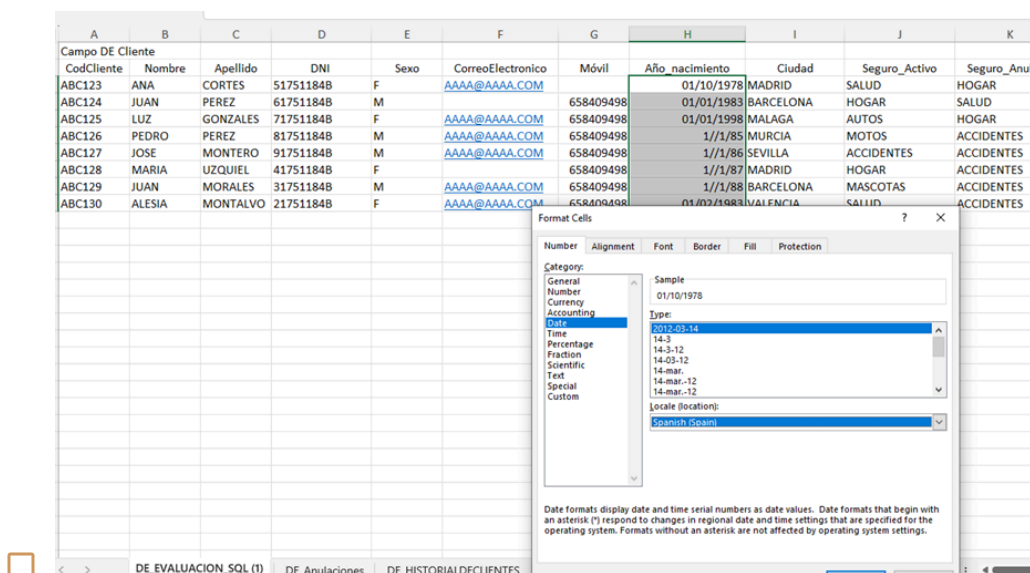 A B C D E F G H I J K
Campo DE Cliente
CodCliente Nombre Apellido DNI Sexo CorreoElectronico Móvil Año_nacimiento Ciudad Seguro_Activo Seguro_Anul
ABC123 ANA CORTES 51751184B F AAAA@AAAA.COM 01/10/1978 MADRID SALUD HOGAR
ABC124 JUAN PEREZ 61751184B M 658409498 01/01/1983 BARCELONA HOGAR SALUD
ABC125 LUZ GONZALES 71751184B F AAAA@AAAA.COM 658409498 01/01/1998 MALAGA AUTOS HOGAR
ABC126 PEDRO PEREZ 81751184B M AAAA@AAAA.COM 658409498 1//1/85 MURCIA MOTOS ACCIDENTES
ABC127 JOSE MONTERO 91751184B M AAAA@AAAA.COM 658409498 1//1/86 SEVILLA ACCIDENTES ACCIDENTES
ABC128 MARIA UZQUIEL 41751184B F 658409498 1//1/87 MADRID HOGAR ACCIDENTES
ABC129 JUAN MORALES 31751184B M AAAA@AAAA.COM 658409498 1//1/88 BARCELONA MASCOTAS ACCIDENTES
ABC130 ALESIA MONTALVO 21751184B F AAAA@AAAA.COM 658409498 01/02/1983 VALENCIA SALUD ACCIDENTES
Format Cells ? ×
Number Alignment Font Border Fill Protection
Category:
General
Number
Currency
Accounting
Date
Time
Percentage
Fraction
Scientific
Text
Special
Custom
Sample
01/10/1978
Type:
2012-03-14
14-3
14-3-12
14-03-12
14-mar.
14-mar.-12
14-mar.-12
Locale (location):
Spanish (Spain)
Date formats display date and time serial numbers as date values. Date formats that begin with
an asterisk (*) respond to changes in regional date and time settings that are specified for the
operating system. Formats without an asterisk are not affected by operating system settings.
DE_EVALUACION_SQL (1) DE_Anulaciones DE_HISTORIALDECLIENTES